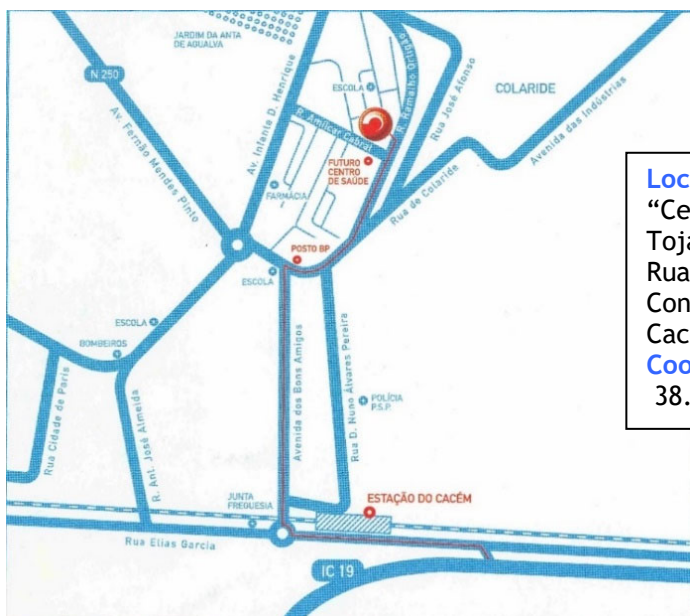 JARDIM DA ANTA
DE AGUALVA
N 250
Av. Fernão Mendes Pinto
Av. Infante D. Henrique
ESCOLA
R. Amílcar Cabral
R. Ramalho Ortigão
Rua José Afonso
COLARIDE
Avenida das Indústrias
FUTURO
CENTRO
DE SAÚDE
Rua de Colaride
FARMÁCIA
POSTO BP
ESCOLA
ESCOLA
BOMBEIROS
Rua Cidade de Paris
R. Ant. José Almeida
Avenida dos Bons Amigos
Rua D. Nuno Álvares Pereira
POLÍCIA
P.S.P.
JUNTA
FREGUESIA
ESTAÇÃO DO CACÉM
Rua Elias Garcia
IC 19
Loc
“Ce
Toja
Rua
Con
Cac
Coo
38.